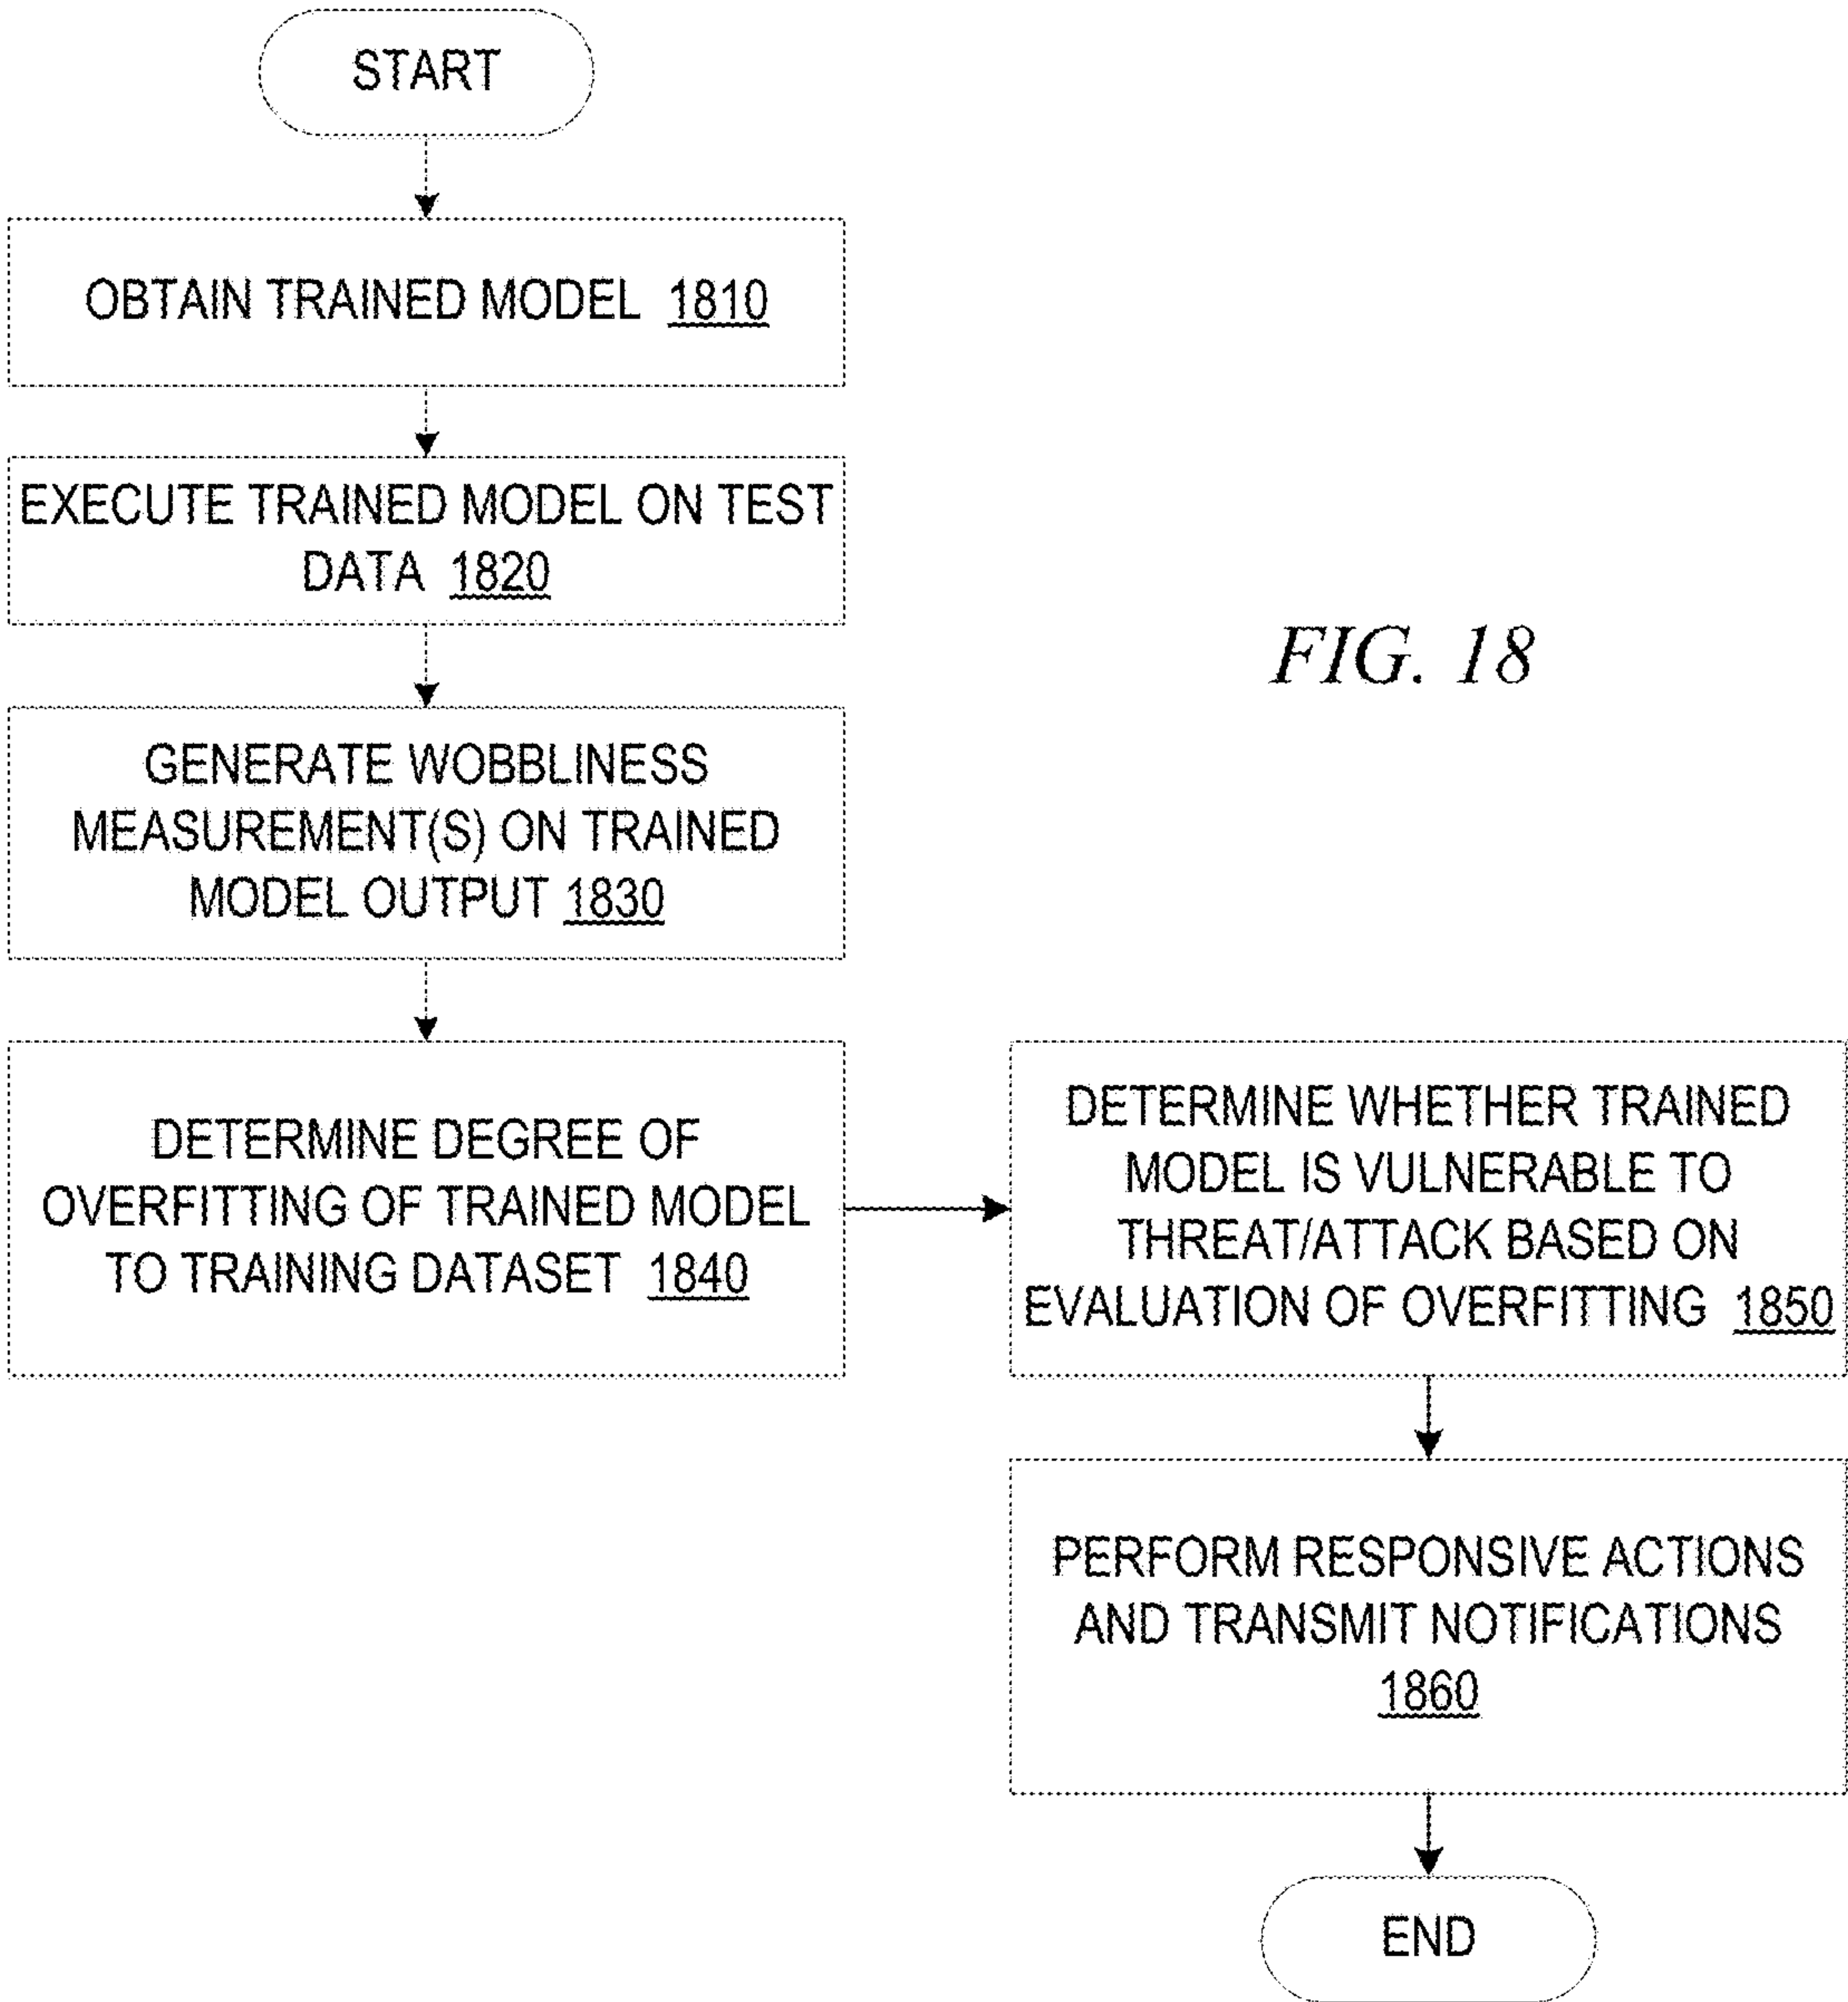 START
OBTAIN TRAINED MODEL 1810
EXECUTE TRAINED MODEL ON TEST
DATA 1820
GENERATE WOBBLINESS
MEASUREMENT(S) ON TRAINED
MODEL OUTPUT 1830
DETERMINE DEGREE OF
OVERFITTING OF TRAINED MODEL
TO TRAINING DATASET 1840
DETERMINE WHETHER TRAINED
MODEL IS VULNERABLE TO
THREAT/ATTACK BASED ON
EVALUATION OF OVERFITTING 1850
PERFORM RESPONSIVE ACTIONS
AND TRANSMIT NOTIFICATIONS
1860
END
FIG. 18